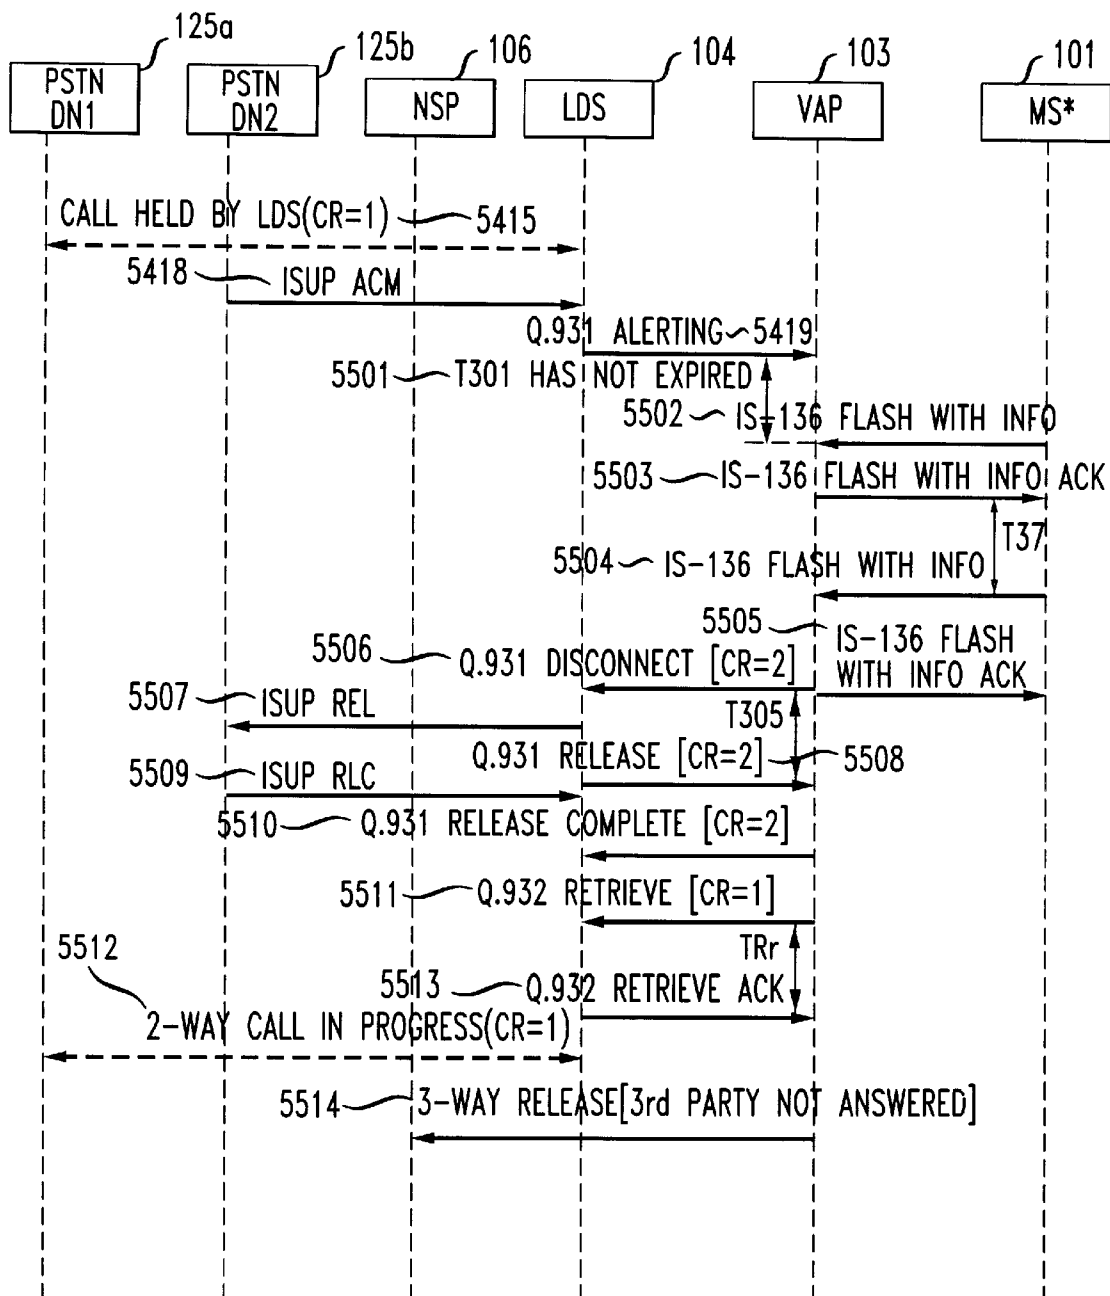 125a
125b
106
104
103
101
PSTN
DN1
PSTN
DN2
NSP
LDS
VAP
MS*
CALL HELD BY LDS(CR=1) 5415
5418 ISUP ACM
Q.931 ALERTING 5419
5501 T301 HAS NOT EXPIRED
5502 IS-136 FLASH WITH INFO
5503 IS-136 FLASH WITH INFO ACK
T37
5504 IS-136 FLASH WITH INFO
5505 IS-136 FLASH
WITH INFO ACK
5506 Q.931 DISCONNECT [CR=2]
5507 ISUP REL
T305
Q.931 RELEASE [CR=2] 5508
5509 ISUP RLC
5510 Q.931 RELEASE COMPLETE [CR=2]
5511 Q.932 RETRIEVE [CR=1]
TRr
5513 Q.932 RETRIEVE ACK
5512 2-WAY CALL IN PROGRESS(CR=1)
5514 3-WAY RELEASE[3rd PARTY NOT ANSWERED]